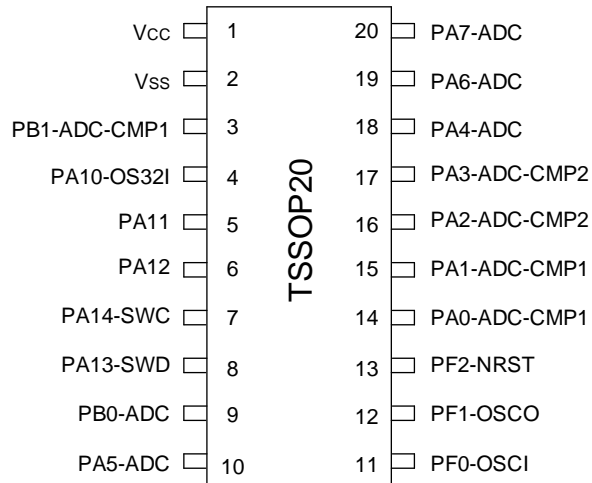 Vcc 1 20 PA7-ADC
Vss 2 19 PA6-ADC
PB1-ADC-CMP1 3 18 PA4-ADC
PA10-OS32I 4 17 PA3-ADC-CMP2
PA11 5 16 PA2-ADC-CMP2
PA12 6 15 PA1-ADC-CMP1
PA14-SWC 7 14 PA0-ADC-CMP1
PA13-SWD 8 13 PF2-NRST
PB0-ADC 9 12 PF1-OSCO
PA5-ADC 10 11 PF0-OSCI
TSSOP20